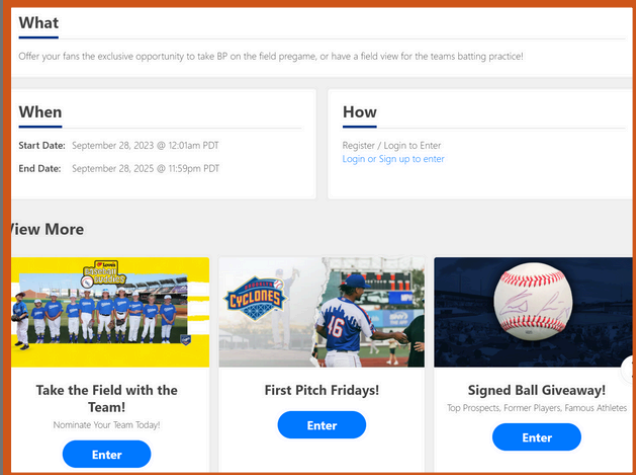 What
Offer your fans the exclusive opportunity to take BP on the field pregame, or have a field view for the teams batting practice!
When
Start Date: September 28, 2023 @ 12:01am PDT
End Date: September 28, 2025 @ 11:59pm PDT
How
Register / Login to Enter
Login or Sign up to enter
View More
Take the Field with the
Team!
Nominate Your Team Today!
Enter
CYCLONES
16
First Pitch Fridays!
Enter
Signed Ball Giveaway!
Top Prospects, Former Players, Famous Athletes
Enter